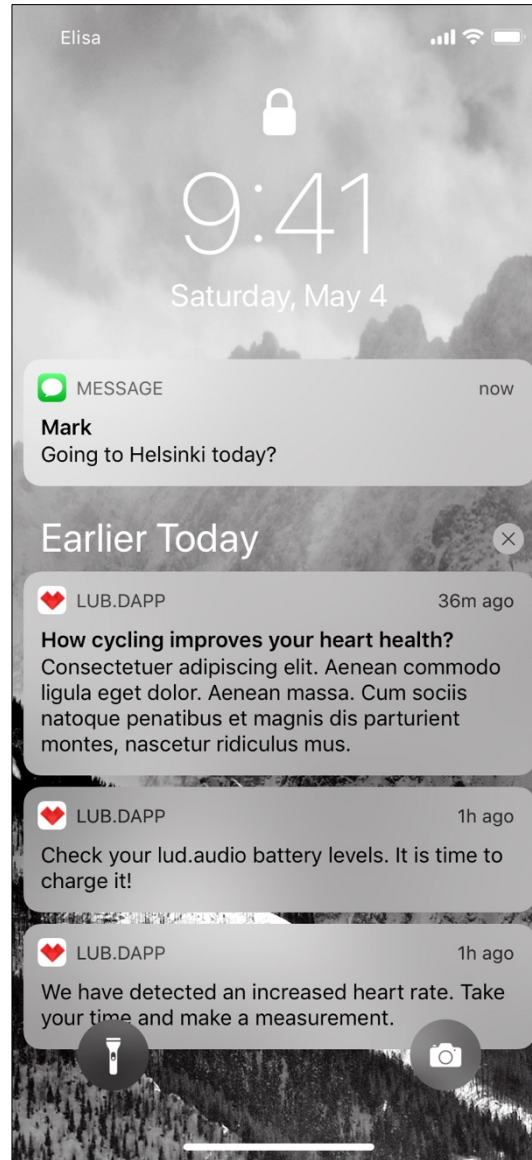 Elisa
9:41
Saturday, May 4
MESSAGE now
Mark
Going to Helsinki today?
Earlier Today
LUB.DAPP 36m ago
How cycling improves your heart health?
Consectetuer adipiscing elit. Aenean commodo
ligula eget dolor. Aenean massa. Cum sociis
natoque penatibus et magnis dis parturient
montes, nascetur ridiculus mus.
LUB.DAPP 1h ago
Check your lud.audio battery levels. It is time to
charge it!
LUB.DAPP 1h ago
We have detected an increased heart rate. Take
your time and make a measurement.